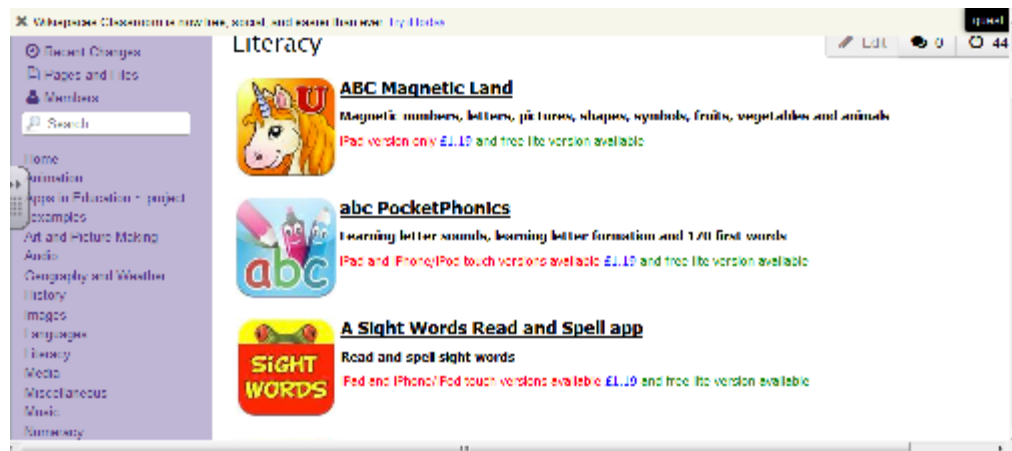 Wikispaces Classroom is now free, social, and easier than ever. Try it today.
guest
Recent Changes
Pages and Files
Members
Search
Home
Animation
Apps in Education - project
examples
Art and Picture Making
Audio
Geography and Weather
History
Images
Languages
Literacy
Media
Miscellaneous
Music
Numeracy
Literacy
Edit
0
44
U
ABC Magnetic Land
Magnetic numbers, letters, pictures, shapes, symbols, fruits, vegetables and animals
iPad version only £1.19 and free lite version available
abc
abc PocketPhonics
Learning letter sounds, learning letter formation and 170 first words
iPad and iPhone/iPod touch versions available £1.19 and free lite version available
SIGHT
WORDS
A Sight Words Read and Spell app
Read and spell sight words
iPad and iPhone/iPod touch versions available £1.19 and free lite version available